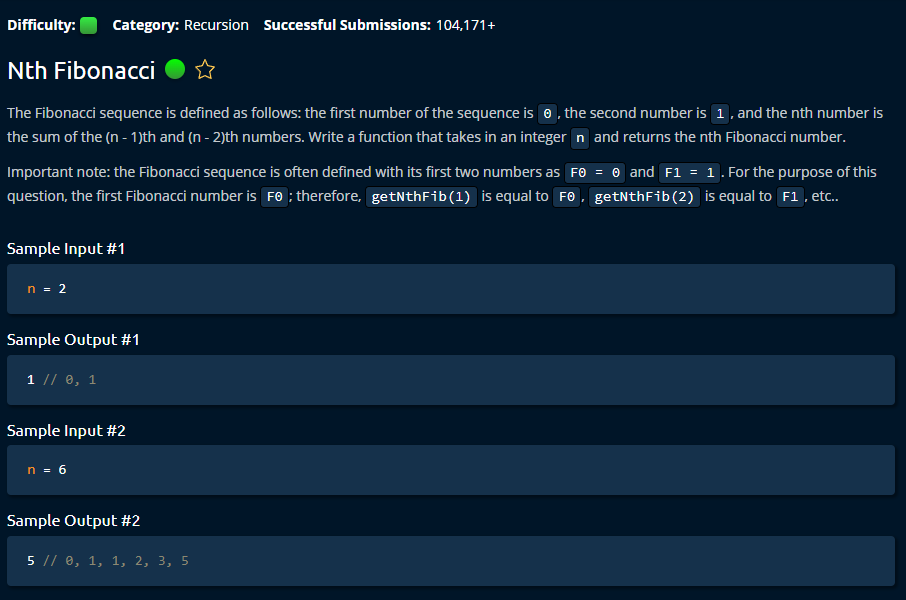 Difficulty: Category: Recursion Successful Submissions: 104,171+
Nth Fibonacci
The Fibonacci sequence is defined as follows: the first number of the sequence is 0, the second number is 1, and the nth number is
the sum of the (n - 1)th and (n - 2)th numbers. Write a function that takes in an integer n and returns the nth Fibonacci number.
Important note: the Fibonacci sequence is often defined with its first two numbers as F0 = 0 and F1 = 1. For the purpose of this
question, the first Fibonacci number is F0; therefore, getNthFib(1) is equal to F0, getNthFib(2) is equal to F1, etc..
Sample Input #1
n = 2
Sample Output #1
1 // 0, 1
Sample Input #2
n = 6
Sample Output #2
5 // 0, 1, 1, 2, 3, 5